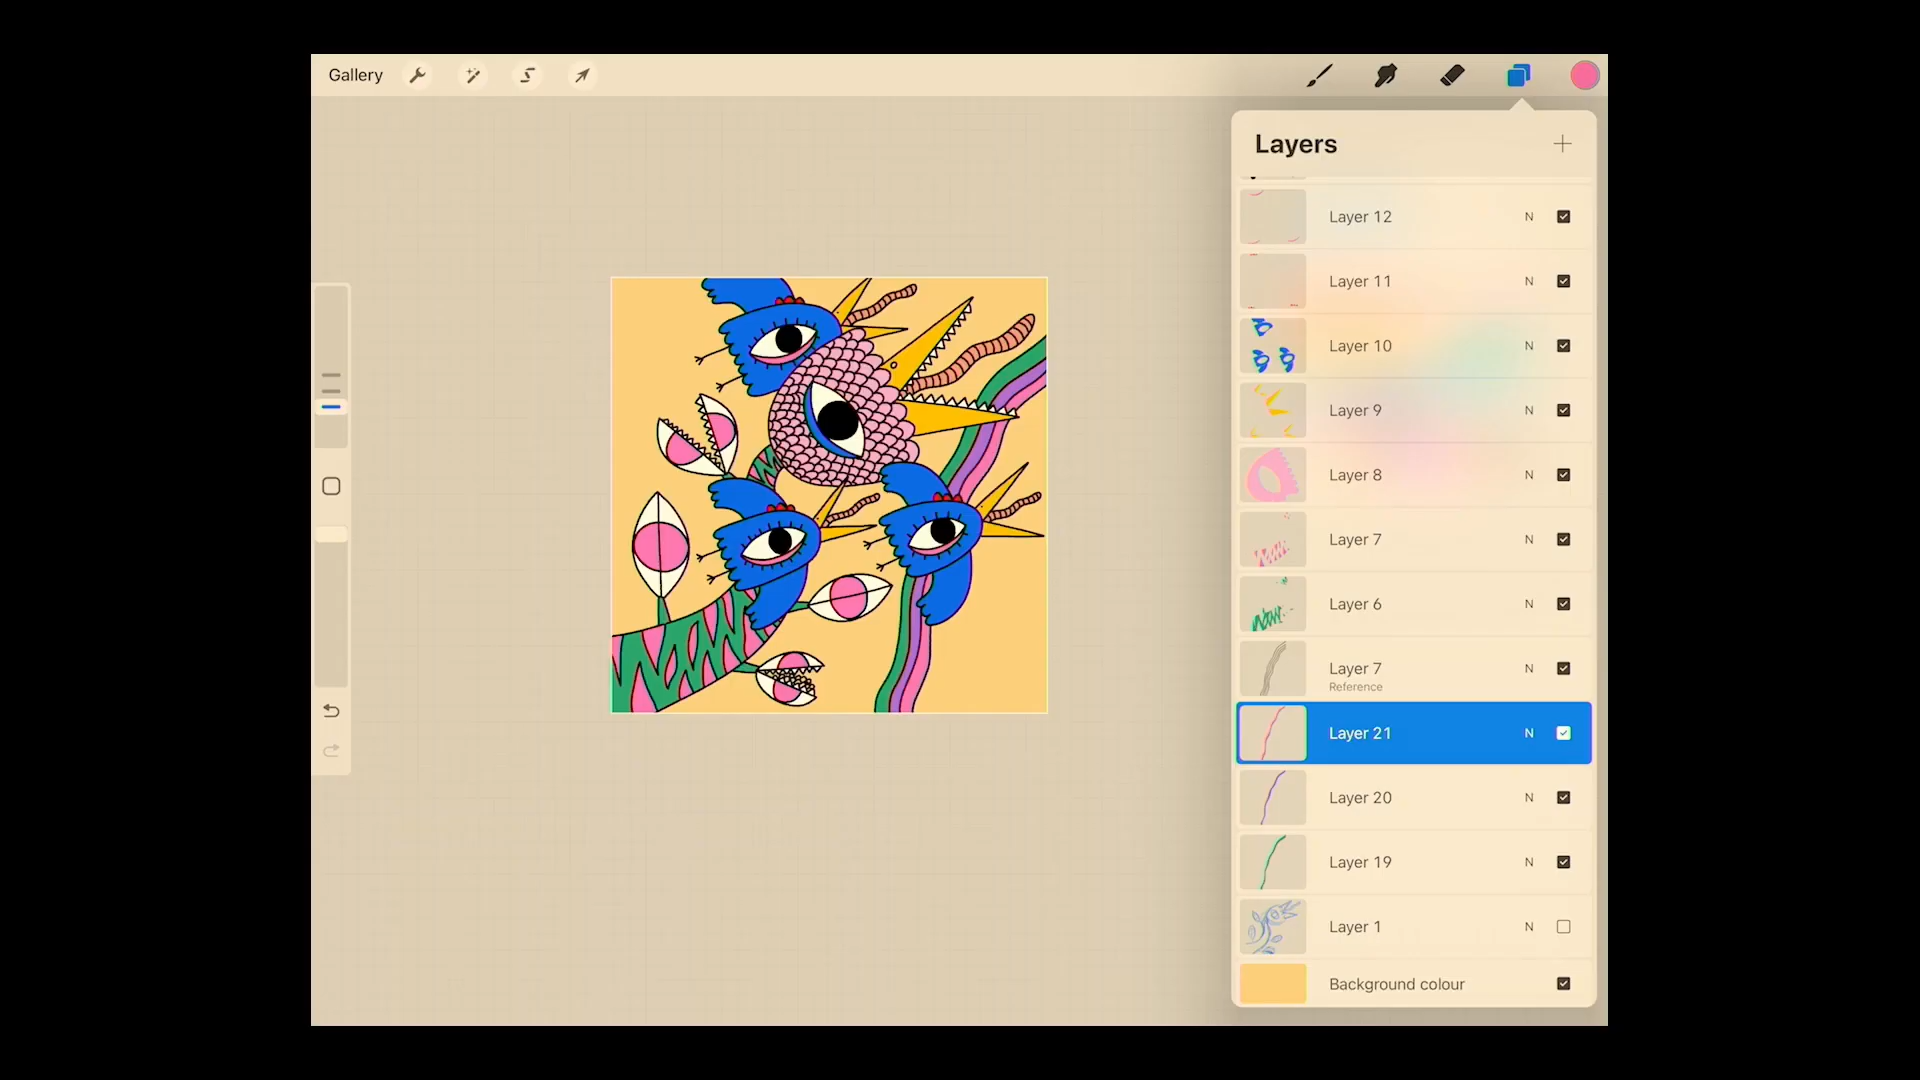 Gallery
Layers
Layer 12 N
Layer 11 N
Layer 10 N
Layer 9 N
Layer 8 N
Layer 7 N
Layer 6 N
Layer 7 N
Reference
Layer 21 N
Layer 20 N
Layer 19 N
Layer 1 N
Background colour